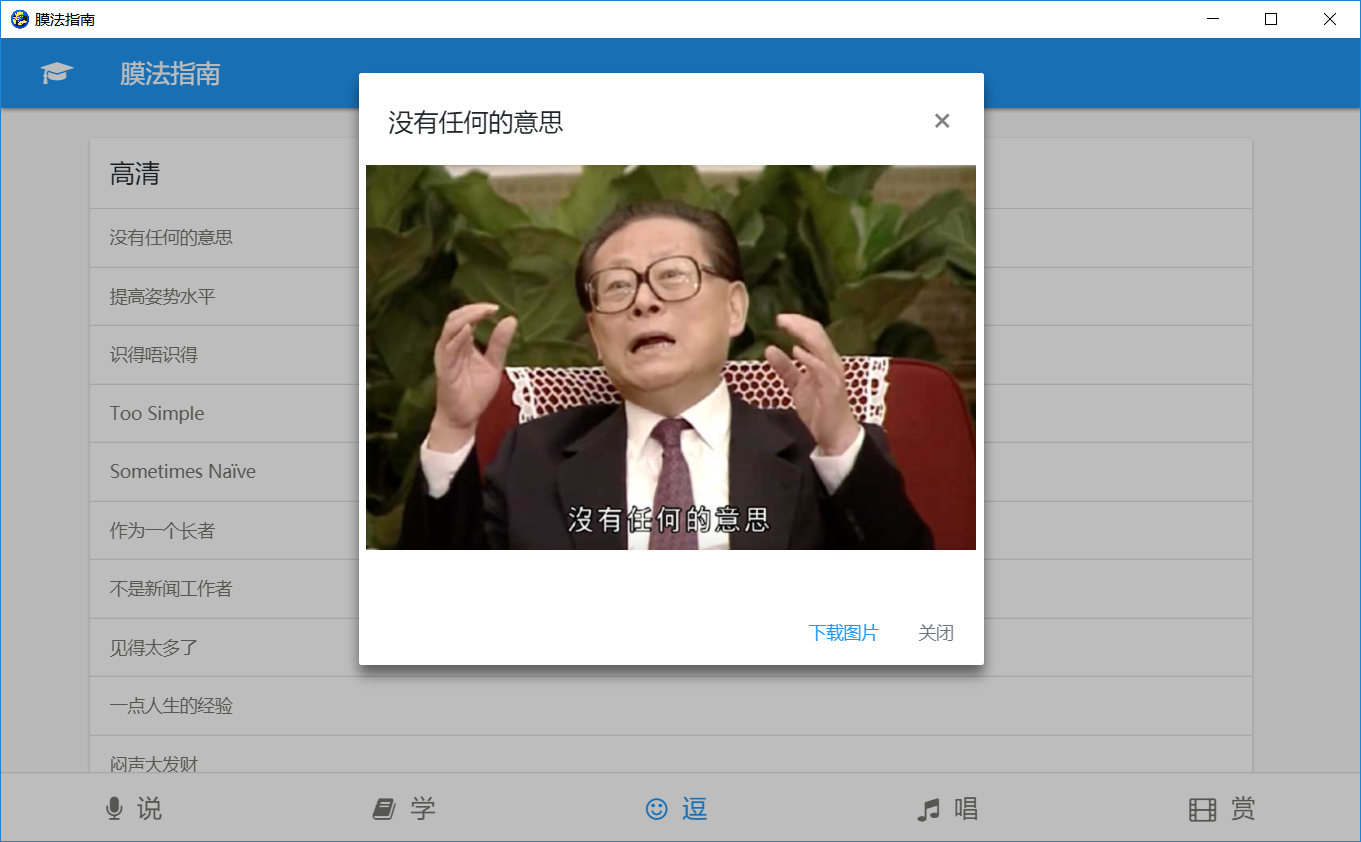 膜法指南
膜法指南
没有任何的意思
×
沒有任何的意思
下载图片 关闭
高清
没有任何的意思
提高姿势水平
识得唔识得
Too Simple
Sometimes Naïve
作为一个长者
不是新闻工作者
见得太多了
一点人生的经验
闷声大发财
说 学 逗 唱 赏